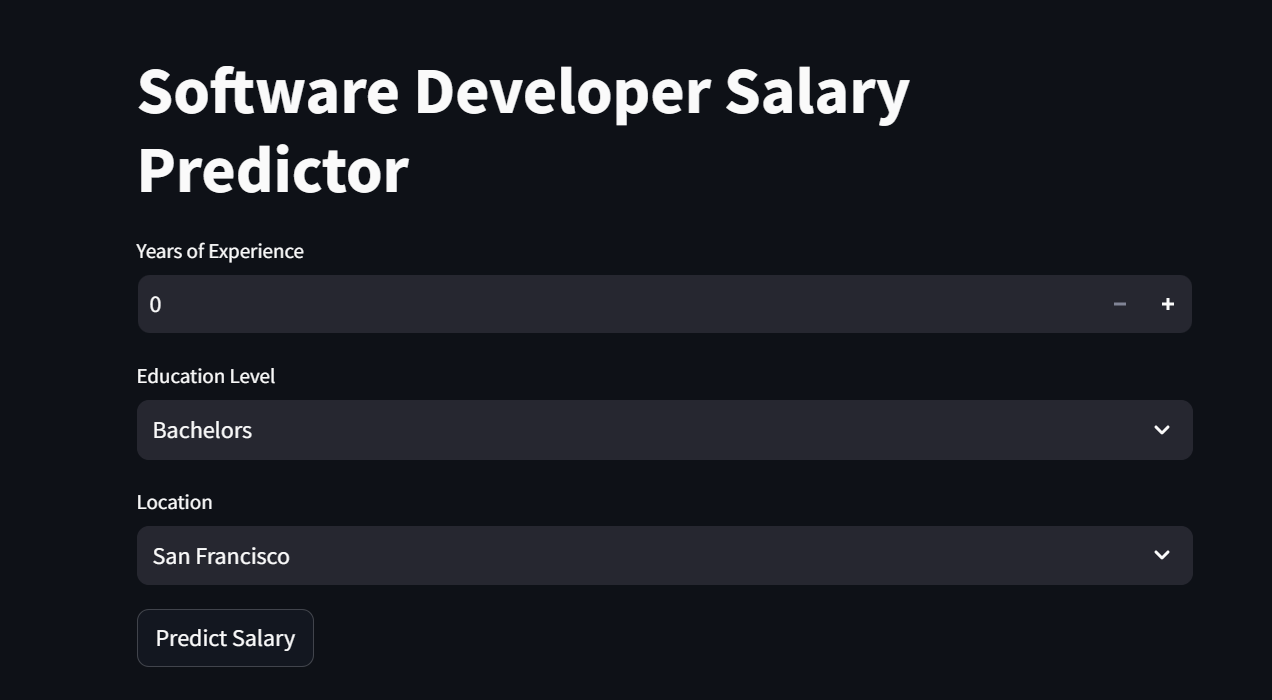 Software Developer Salary
Predictor
Years of Experience
0
Education Level
Bachelors
Location
San Francisco
Predict Salary